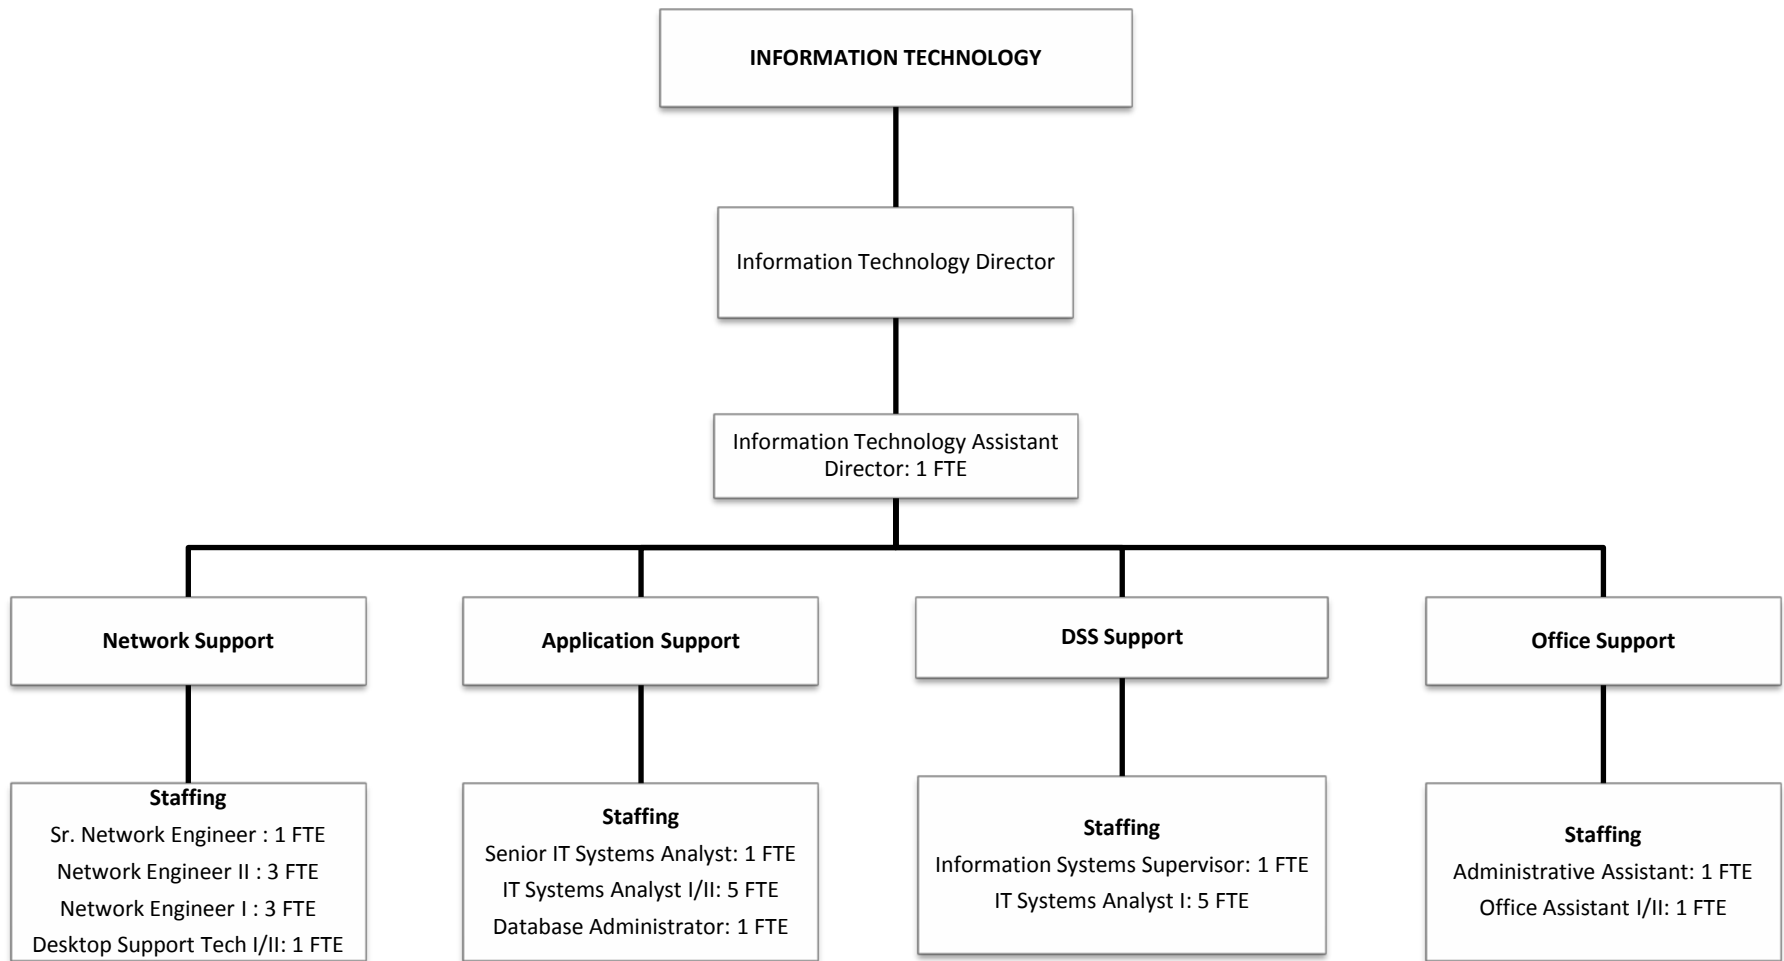 INFORMATION TECHNOLOGY
Information Technology Director
Information Technology Assistant
Director: 1 FTE
Network Support
Application Support
DSS Support
Office Support
Staffing
Sr. Network Engineer : 1 FTE
Network Engineer II : 3 FTE
Network Engineer I : 3 FTE
Desktop Support Tech I/II: 1 FTE
Staffing
Senior IT Systems Analyst: 1 FTE
IT Systems Analyst I/II: 5 FTE
Database Administrator: 1 FTE
Staffing
Information Systems Supervisor: 1 FTE
IT Systems Analyst I: 5 FTE
Staffing
Administrative Assistant: 1 FTE
Office Assistant I/II: 1 FTE